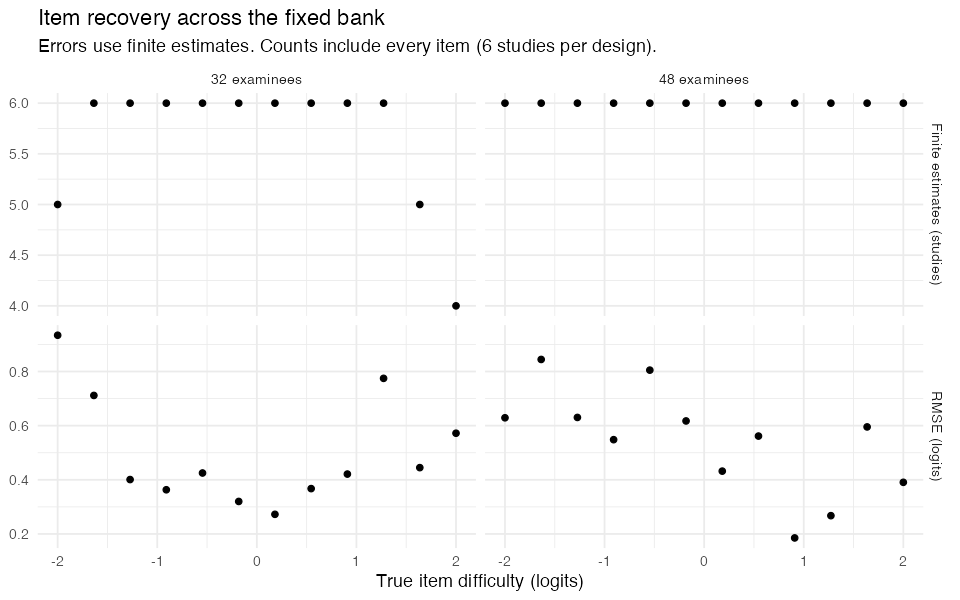 Item recovery across the fixed bank
Errors use finite estimates. Counts include every item (6 studies per design).
32 examinees
48 examinees
6.0
5.5
5.0
4.5
4.0
Finite estimates (studies)
0.8
0.6
0.4
0.2
RMSE (logits)
-2 -1 0 1 2
-2 -1 0 1 2
True item difficulty (logits)